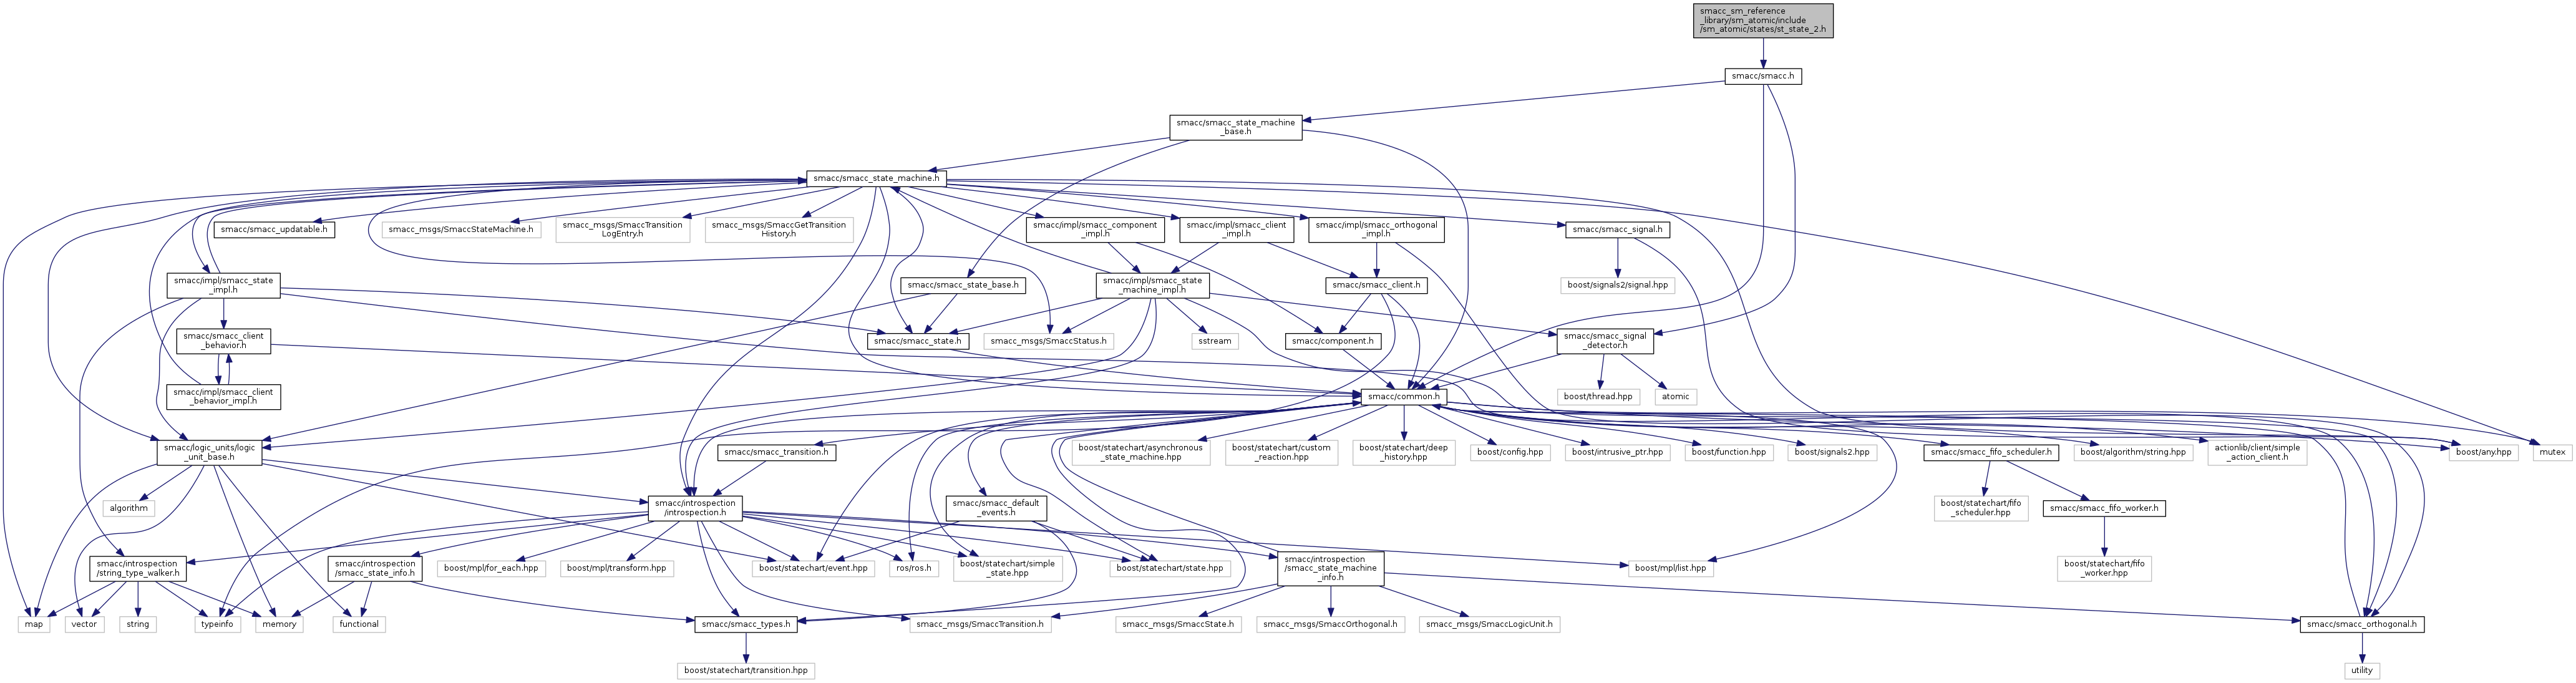 smacc_sm_reference
_library/sm_atomic/include
/sm_atomic/states/st_state_2.h
smacc/smacc.h
smacc/smacc_state_machine
_base.h
smacc/smacc_state_machine.h
smacc/smacc_updatable.h
smacc_msgs/SmaccStateMachine.h
smacc_msgs/SmaccTransition
LogEntry.h
smacc_msgs/SmaccGetTransition
History.h
smacc/impl/smacc_component
_impl.h
smacc/impl/smacc_client
_impl.h
smacc/impl/smacc_orthogonal
_impl.h
smacc/smacc_signal.h
smacc/impl/smacc_state
_impl.h
smacc/smacc_state_base.h
smacc/impl/smacc_state
_machine_impl.h
smacc/smacc_client.h
boost/signals2/signal.hpp
smacc/smacc_client
_behavior.h
smacc/smacc_state.h
smacc_msgs/SmaccStatus.h
sstream
smacc/component.h
smacc/smacc_signal
_detector.h
smacc/impl/smacc_client
_behavior_impl.h
smacc/common.h
boost/thread.hpp
atomic
smacc/logic_units/logic
_unit_base.h
smacc/smacc_transition.h
boost/statechart/asynchronous
_state_machine.hpp
boost/statechart/custom
_reaction.hpp
boost/statechart/deep
_history.hpp
boost/config.hpp
boost/intrusive_ptr.hpp
boost/function.hpp
boost/signals2.hpp
smacc/smacc_fifo_scheduler.h
boost/algorithm/string.hpp
actionlib/client/simple
_action_client.h
boost/any.hpp
mutex
algorithm
smacc/introspection
/introspection.h
smacc/smacc_default
_events.h
boost/statechart/fifo
_scheduler.hpp
smacc/smacc_fifo_worker.h
smacc/introspection
/string_type_walker.h
smacc/introspection
/smacc_state_info.h
boost/mpl/for_each.hpp
boost/mpl/transform.hpp
boost/statechart/event.hpp
ros/ros.h
boost/statechart/simple
_state.hpp
boost/statechart/state.hpp
smacc/introspection
/smacc_state_machine
_info.h
boost/mpl/list.hpp
boost/statechart/fifo
_worker.hpp
map
vector
string
typeinfo
memory
functional
smacc/smacc_types.h
smacc_msgs/SmaccTransition.h
smacc_msgs/SmaccState.h
smacc_msgs/SmaccOrthogonal.h
smacc_msgs/SmaccLogicUnit.h
smacc/smacc_orthogonal.h
boost/statechart/transition.hpp
utility